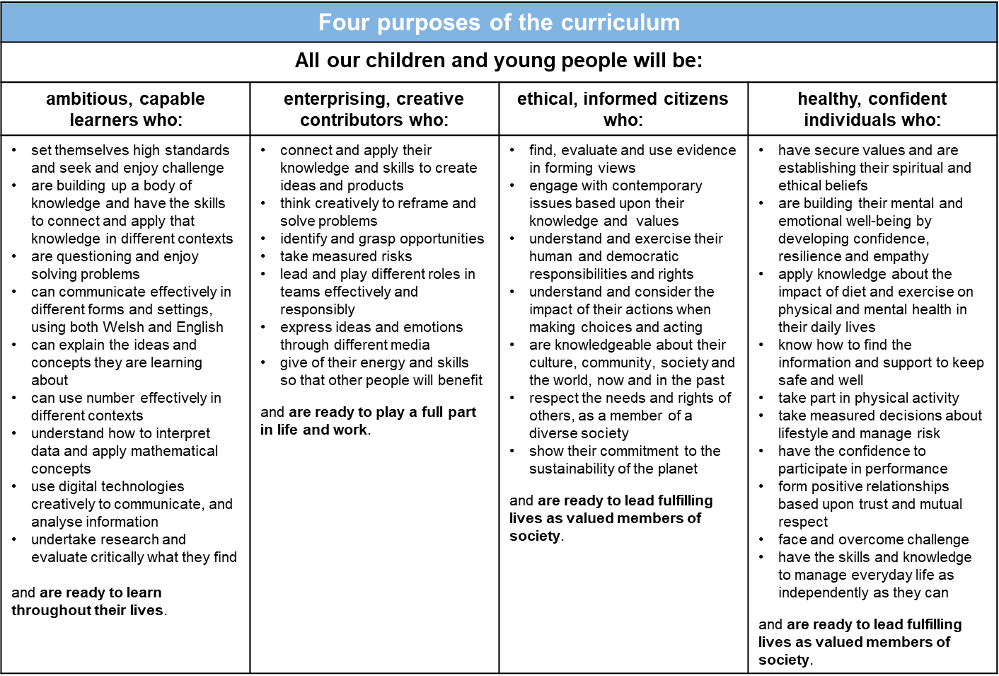 Four purposes of the curriculum
All our children and young people will be:
ambitious, capable
learners who:
• set themselves high standards
and seek and enjoy challenge
• are building up a body of
knowledge and have the skills
to connect and apply that
knowledge in different contexts
• are questioning and enjoy
solving problems
• can communicate effectively in
different forms and settings,
using both Welsh and English
• can explain the ideas and
concepts they are learning
about
• can use number effectively in
different contexts
• understand how to interpret
data and apply mathematical
concepts
• use digital technologies
creatively to communicate, and
analyse information
• undertake research and
evaluate critically what they find
and are ready to learn
throughout their lives.
enterprising, creative
contributors who:
• connect and apply their
knowledge and skills to create
ideas and products
• think creatively to reframe and
solve problems
• identify and grasp opportunities
• take measured risks
• lead and play different roles in
teams effectively and
responsibly
• express ideas and emotions
through different media
• give of their energy and skills
so that other people will benefit
and are ready to play a full part
in life and work.
ethical, informed citizens
who:
• find, evaluate and use evidence
in forming views
• engage with contemporary
issues based upon their
knowledge and values
• understand and exercise their
human and democratic
responsibilities and rights
• understand and consider the
impact of their actions when
making choices and acting
• are knowledgeable about their
culture, community, society and
the world, now and in the past
• respect the needs and rights of
others, as a member of a
diverse society
• show their commitment to the
sustainability of the planet
and are ready to lead fulfilling
lives as valued members of
society.
healthy, confident
individuals who:
• have secure values and are
establishing their spiritual and
ethical beliefs
• are building their mental and
emotional well-being by
developing confidence,
resilience and empathy
• apply knowledge about the
impact of diet and exercise on
physical and mental health in
their daily lives
• know how to find the
information and support to keep
safe and well
• take part in physical activity
• take measured decisions about
lifestyle and manage risk
• have the confidence to
participate in performance
• form positive relationships
based upon trust and mutual
respect
• face and overcome challenge
• have the skills and knowledge
to manage everyday life as
independently as they can
and are ready to lead fulfilling
lives as valued members of
society.